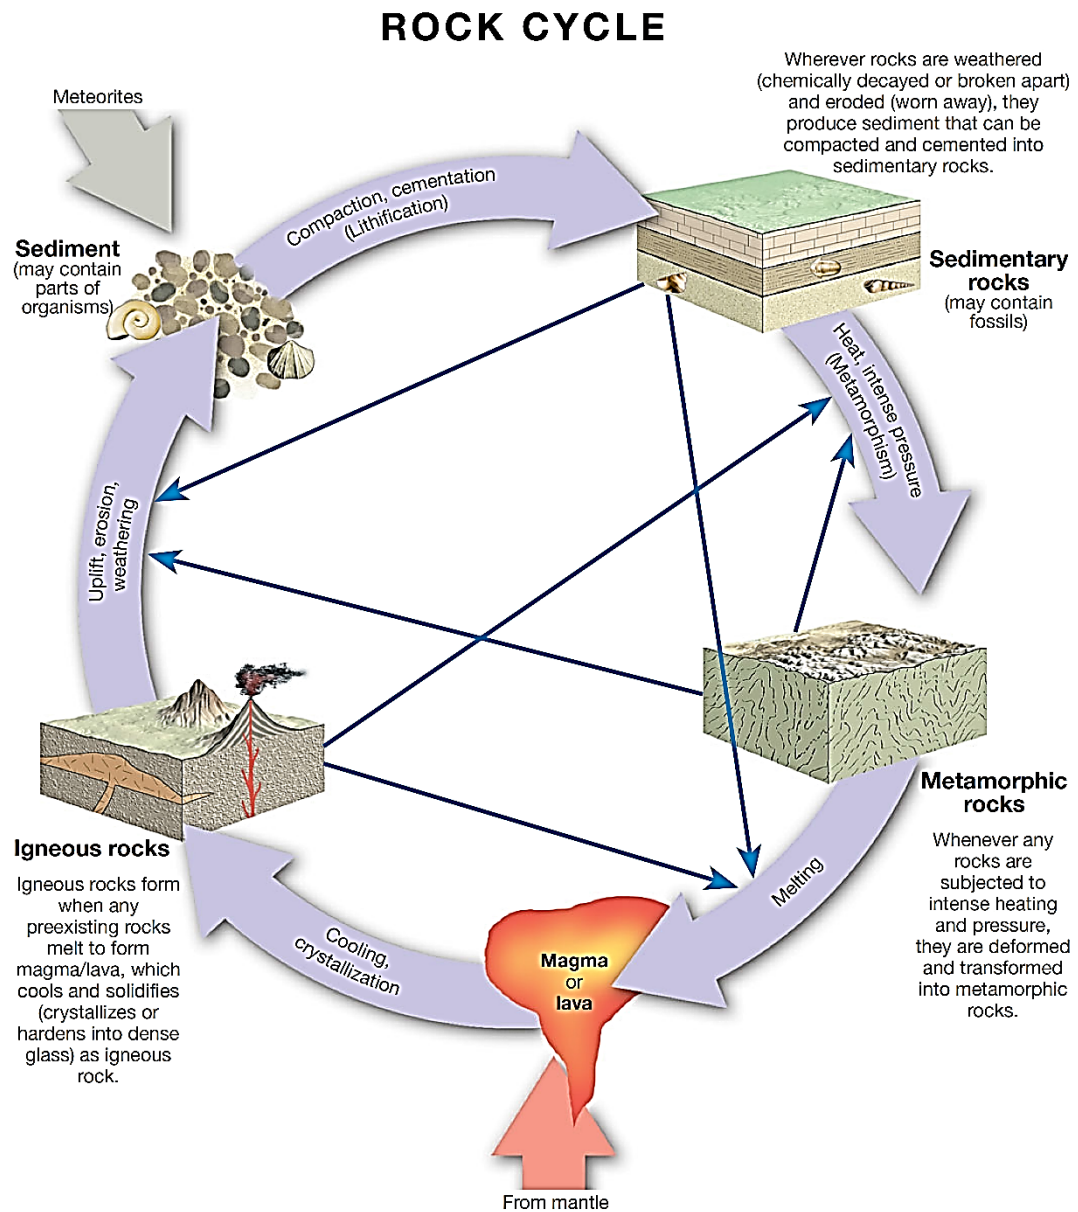 ROCK CYCLE
Wherever rocks are weathered
(chemically decayed or broken apart)
and eroded (worn away), they
produce sediment that can be
compacted and cemented into
sedimentary rocks.
Meteorites
Compaction, cementation
(Lithification)
Sediment
(may contain
parts of
organisms)
Sedimentary
rocks
(may contain
fossils)
Heat, intense pressure
(Metamorphism)
Uplift, erosion,
weathering
Metamorphic
rocks
Whenever any
rocks are
subjected to
intense heating
and pressure,
they are deformed
and transformed
into metamorphic
rocks.
Igneous rocks
Igneous rocks form
when any
preexisting rocks
melt to form
magma/lava, which
cools and solidifies
(crystallizes or
hardens into dense
glass) as igneous
rock.
Melting
Cooling,
crystallization
Magma
or
lava
From mantle